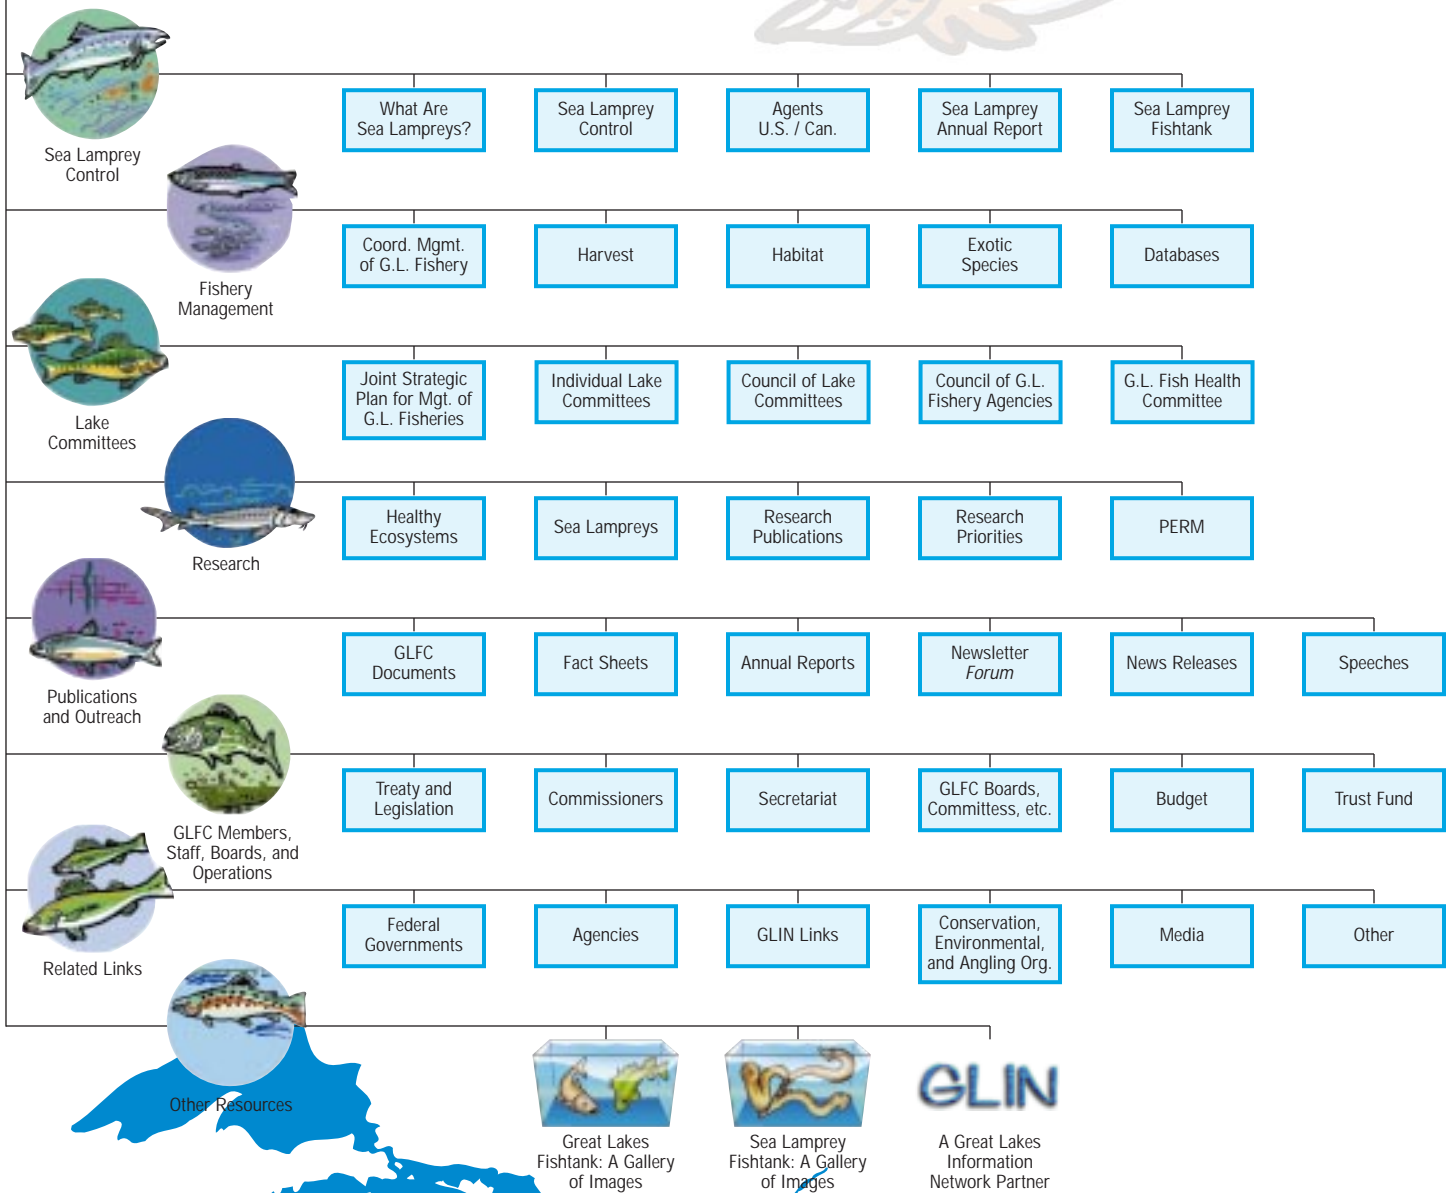 Sea Lamprey
Control
What Are
Sea Lampreys?
Sea Lamprey
Control
Agents
U.S. / Can.
Sea Lamprey
Annual Report
Sea Lamprey
Fishtank
Fishery
Management
Coord. Mgmt.
of G.L. Fishery
Harvest
Habitat
Exotic
Species
Databases
Lake
Committees
Joint Strategic
Plan for Mgt. of
G.L. Fisheries
Individual Lake
Committees
Council of Lake
Committees
Council of G.L.
Fishery Agencies
G.L. Fish Health
Committee
Research
Healthy
Ecosystems
Sea Lampreys
Research
Publications
Research
Priorities
PERM
Publications
and Outreach
GLFC
Documents
Fact Sheets
Annual Reports
Newsletter
Forum
News Releases
Speeches
GLFC Members,
Staff, Boards, and
Operations
Treaty and
Legislation
Commissioners
Secretariat
GLFC Boards,
Committess, etc.
Budget
Trust Fund
Related Links
Federal
Governments
Agencies
GLIN Links
Conservation,
Environmental,
and Angling Org.
Media
Other
Other Resources
Great Lakes
Fishtank: A Gallery
of Images
Sea Lamprey
Fishtank: A Gallery
of Images
GLIN
A Great Lakes
Information
Network Partner